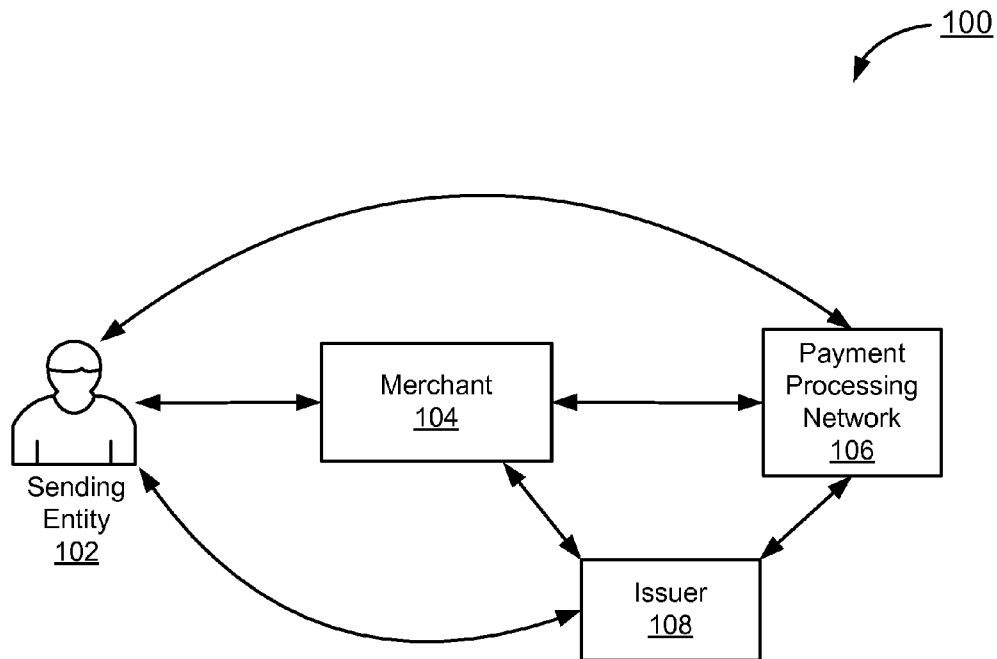 100
Merchant
104
Payment
Processing
Network
106
Sending
Entity
102
Issuer
108